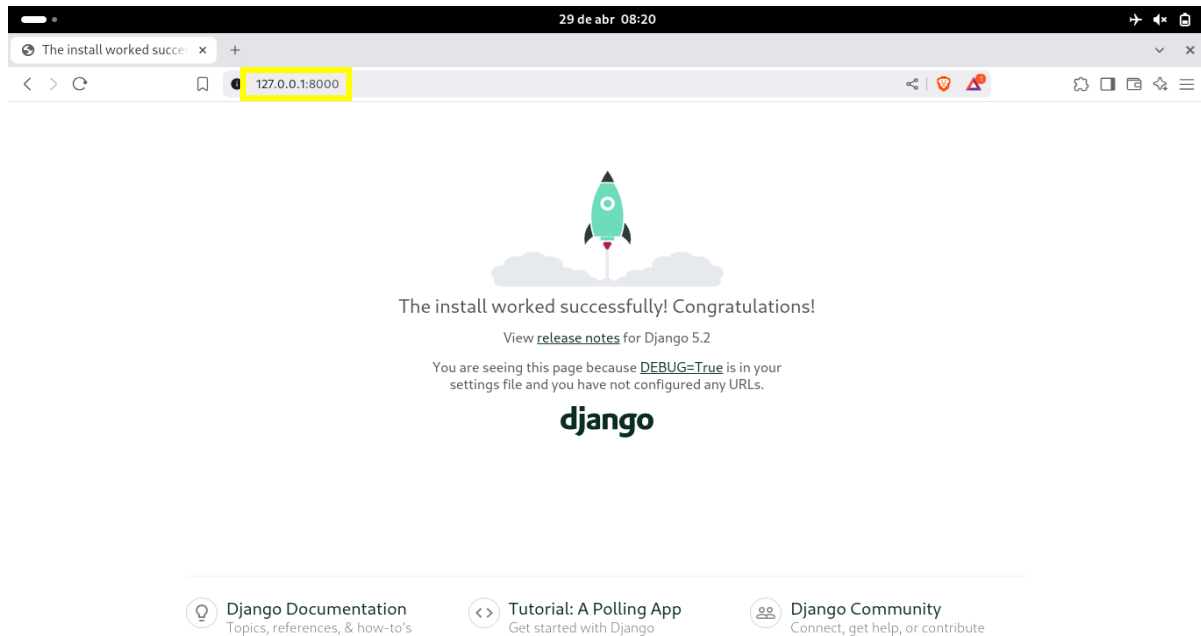 29 de abr 08:20
The install worked succe
127.0.0.1:8000
The install worked successfully! Congratulations!
View release notes for Django 5.2
You are seeing this page because DEBUG=True is in your
settings file and you have not configured any URLs.
django
Django Documentation
Topics, references, & how-to's
Tutorial: A Polling App
Get started with Django
Django Community
Connect, get help, or contribute